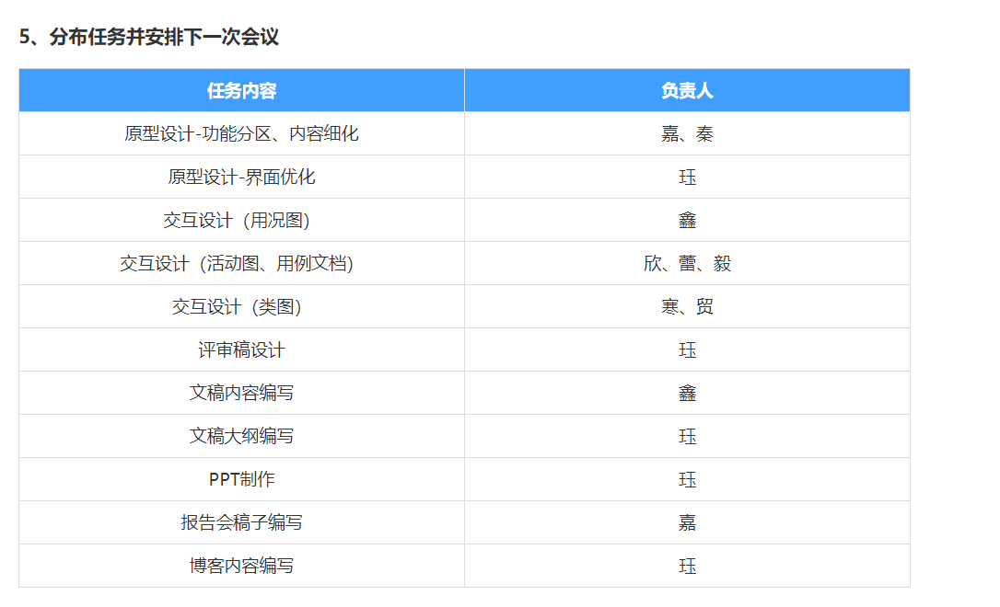 5、分布任务并安排下一次会议
任务内容 负责人
原型设计-功能分区、内容细化 嘉、秦
原型设计-界面优化 珏
交互设计（用况图） 鑫
交互设计（活动图、用例文档） 欣、蕾、毅
交互设计（类图） 寒、贸
评审稿设计 珏
文稿内容编写 鑫
文稿大纲编写 珏
PPT制作 珏
报告会稿子编写 嘉
博客内容编写 珏